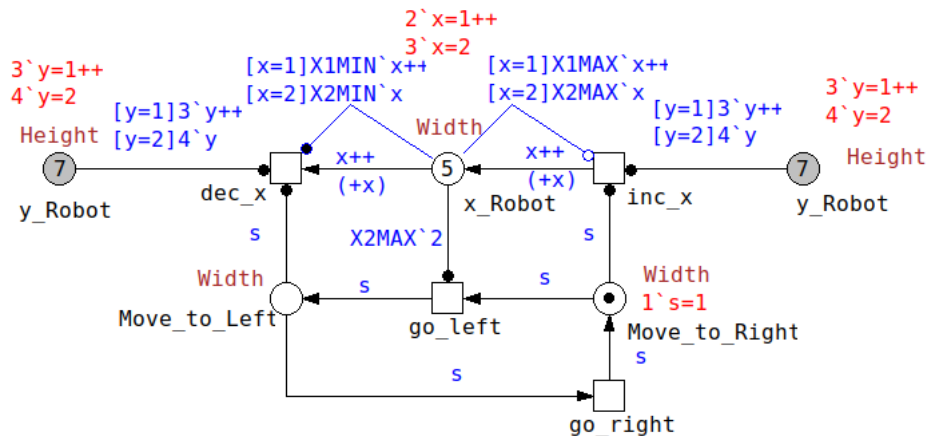 2`x=1++
3`x=2
3`y=1++
4`y=2
[x=1]X1MIN`x++
[x=2]X2MIN`x
[x=1]X1MAX`x++
[x=2]X2MAX`x
3`y=1++
4`y=2
[y=1]3`y++
[y=2]4`y
[y=1]3`y++
[y=2]4`y
Height
Width
Height
7
x++
(+x)
5
x++
(+x)
7
y_Robot
dec_x
x_Robot
inc_x
y_Robot
s
X2MAX`2
s
Width
s
s
Width
1`s=1
Move_to_Left
go_left
Move_to_Right
s
s
go_right